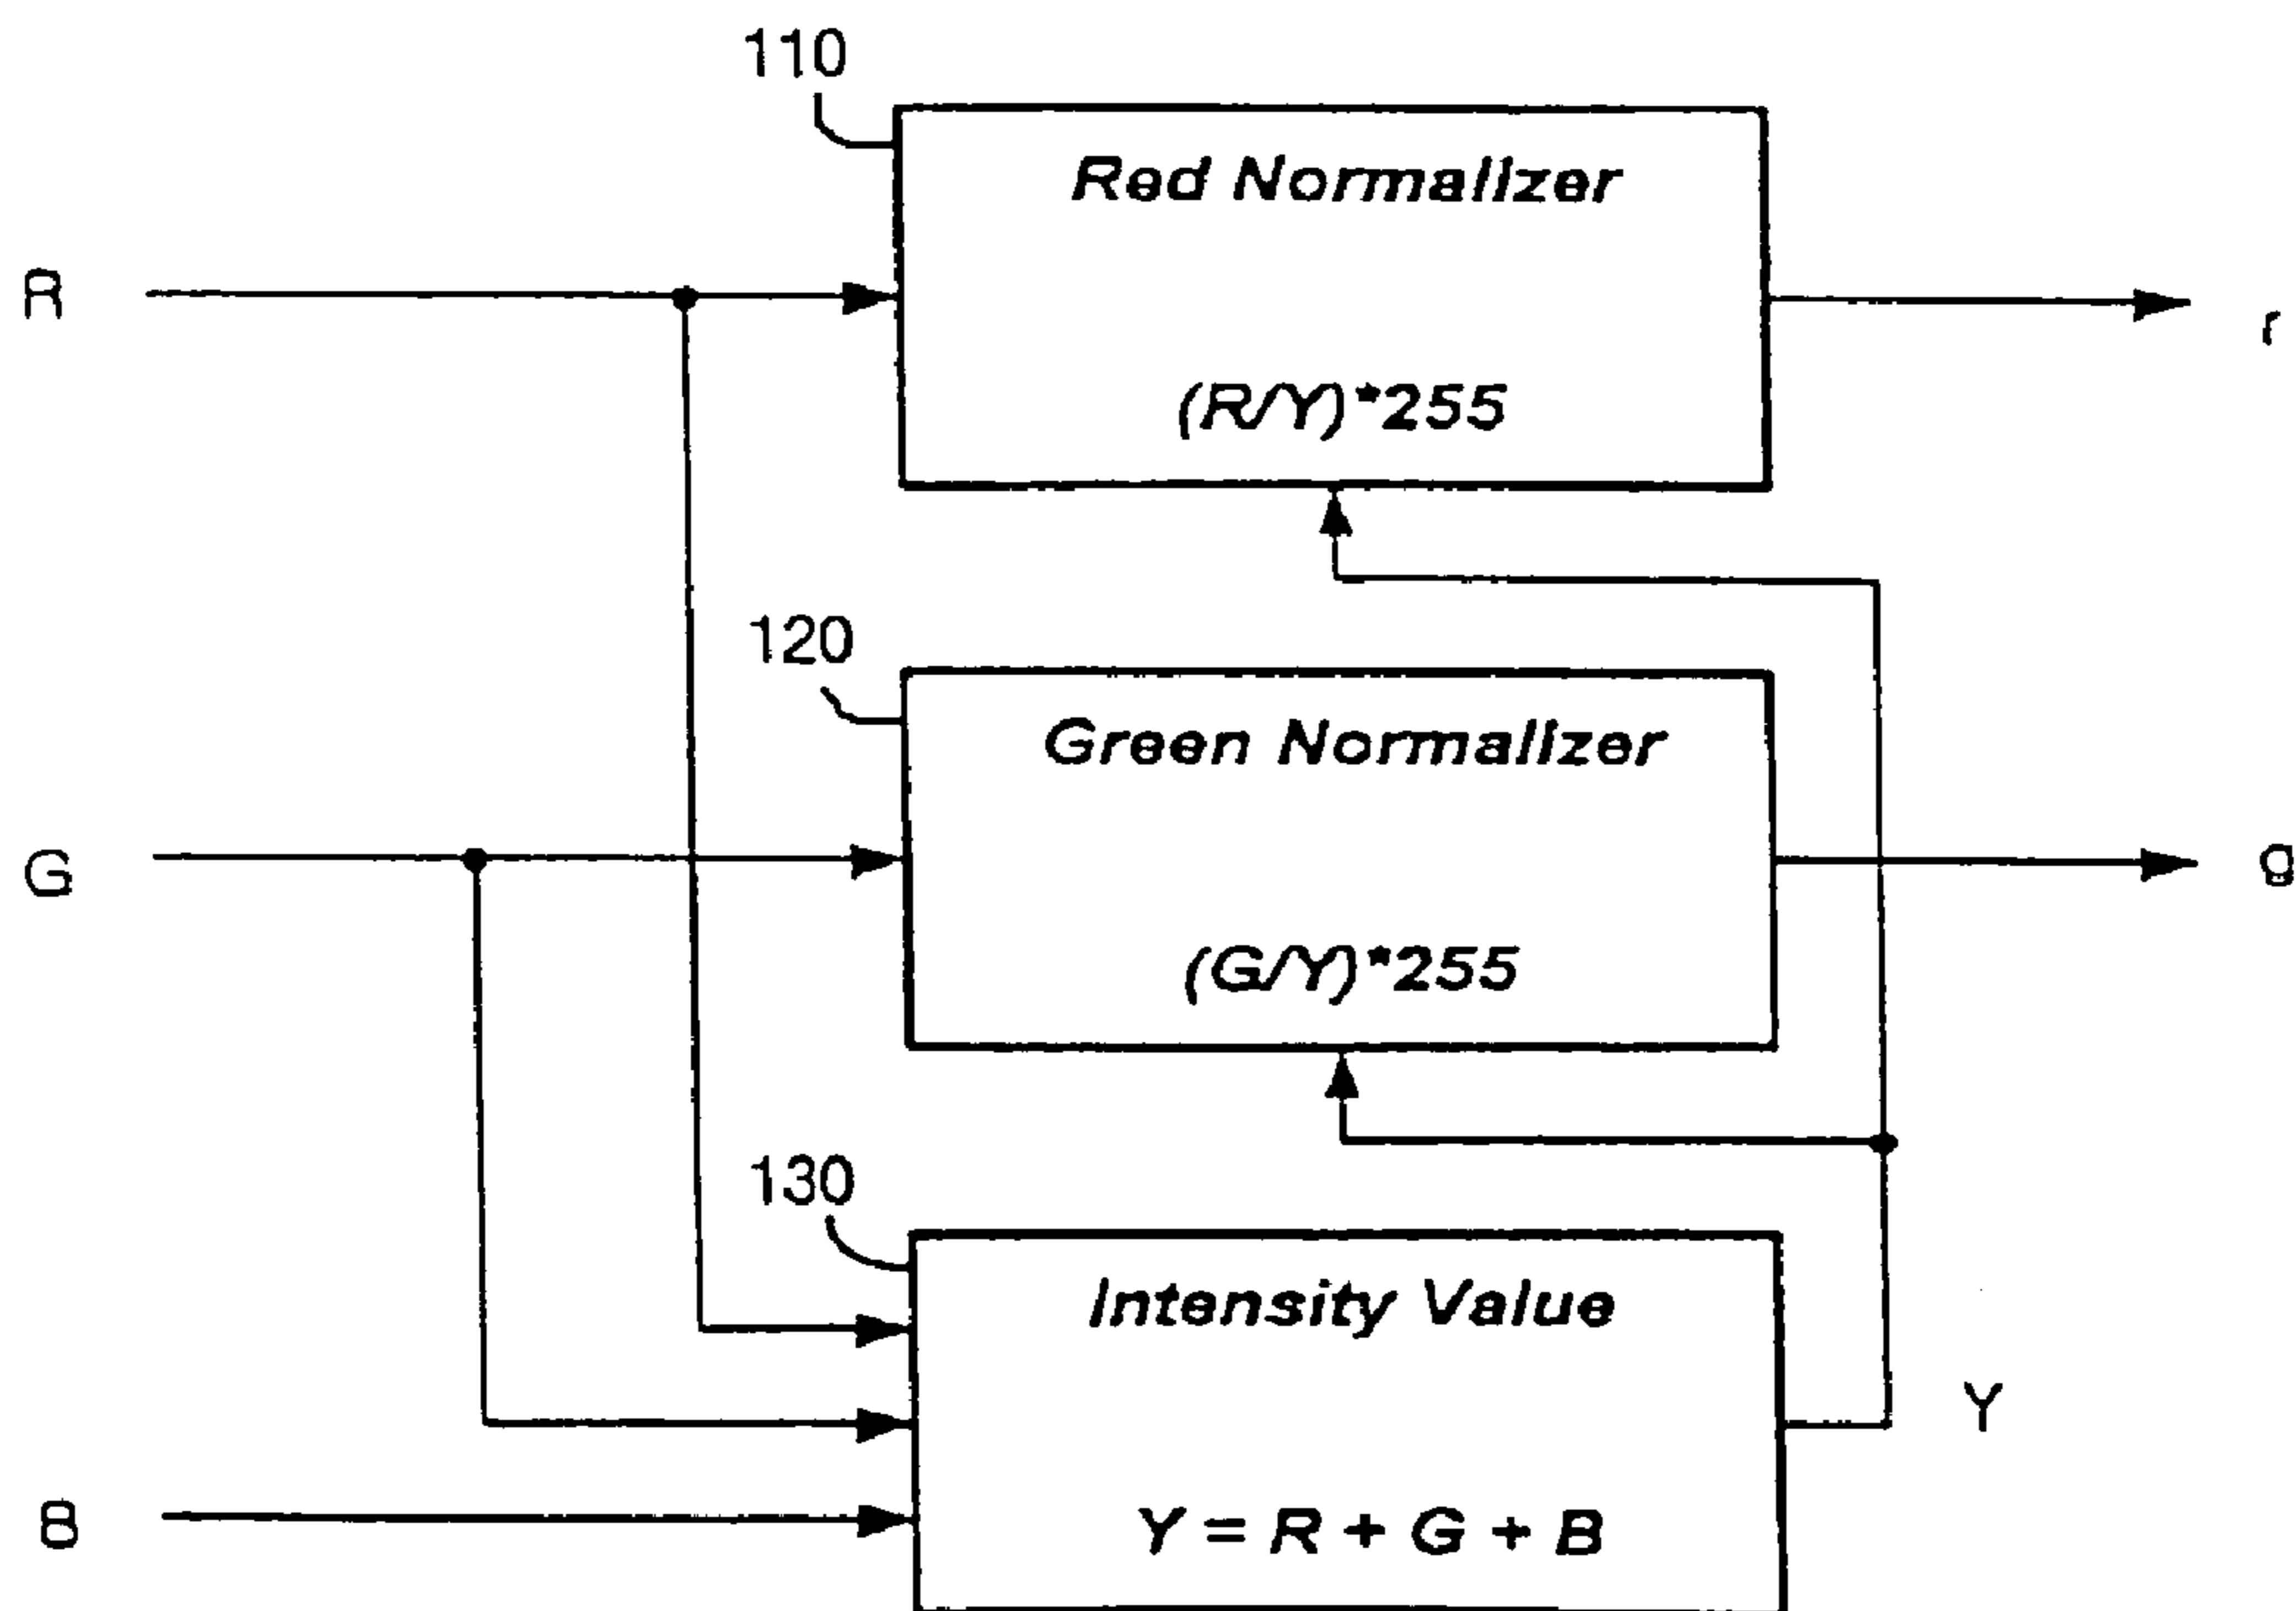 110
Red Normalizer
R
r
(R/Y)*255
120
Green Normalizer
G
g
(G/Y)*255
130
Intensity Value
Y
B
Y = R + G + B